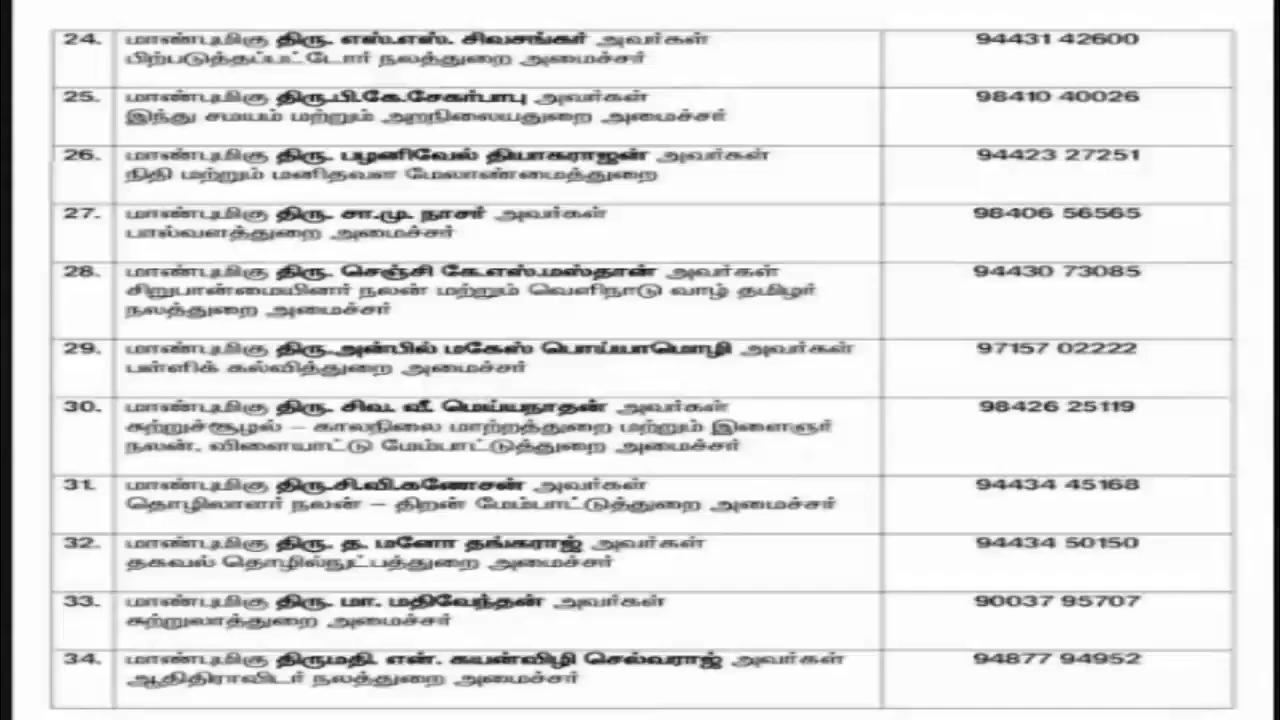 24. மாண்புமிகு திரு. எஸ்.எஸ். சிவசங்கர் அவர்கள் 94431 42600
பிற்படுத்தப்பட்டோர் நலத்துறை அமைச்சர்
25. மாண்புமிகு திரு.பி.கே.சேகர்பாபு அவர்கள் 98410 40026
இந்து சமயம் மற்றும் அறநிலையதுறை அமைச்சர்
26. மாண்புமிகு திரு. பழனிவேல் தியாகராஜன் அவர்கள் 94423 27251
நிதி மற்றும் மனிதவள மேலாண்மைத்துறை
27. மாண்புமிகு திரு. சா.மு. நாசர் அவர்கள் 98406 56565
பால்வளத்துறை அமைச்சர்
28. மாண்புமிகு திரு. செஞ்சி கே.எஸ்.மஸ்தான் அவர்கள் 94430 73085
சிறுபான்மையினர் நலன் மற்றும் வெளிநாடு வாழ் தமிழர்
நலத்துறை அமைச்சர்
29. மாண்புமிகு திரு.அன்பில் மகேஸ் பொய்யாமொழி அவர்கள் 97157 02222
பள்ளிக் கல்வித்துறை அமைச்சர்
30. மாண்புமிகு திரு. சிவ. வீ. மெய்யநாதன் அவர்கள் 98426 25119
சுற்றுச்சூழல் – காலநிலை மாற்றத்துறை மற்றும் இளைஞர்
நலன், விளையாட்டு மேம்பாட்டுத்துறை அமைச்சர்
31. மாண்புமிகு திரு.சி.வி.கணேசன் அவர்கள் 94434 45168
தொழிலாளர் நலன் – திறன் மேம்பாட்டுத்துறை அமைச்சர்
32. மாண்புமிகு திரு. த. மனோ தங்கராஜ் அவர்கள் 94434 50150
தகவல் தொழில்நுட்பத்துறை அமைச்சர்
33. மாண்புமிகு திரு. மா. மதிவேந்தன் அவர்கள் 90037 95707
சுற்றுலாத்துறை அமைச்சர்
34. மாண்புமிகு திருமதி. என். கயன்விழி செல்வராஜ் அவர்கள் 94877 94952
ஆதிதிராவிடர் நலத்துறை அமைச்சர்